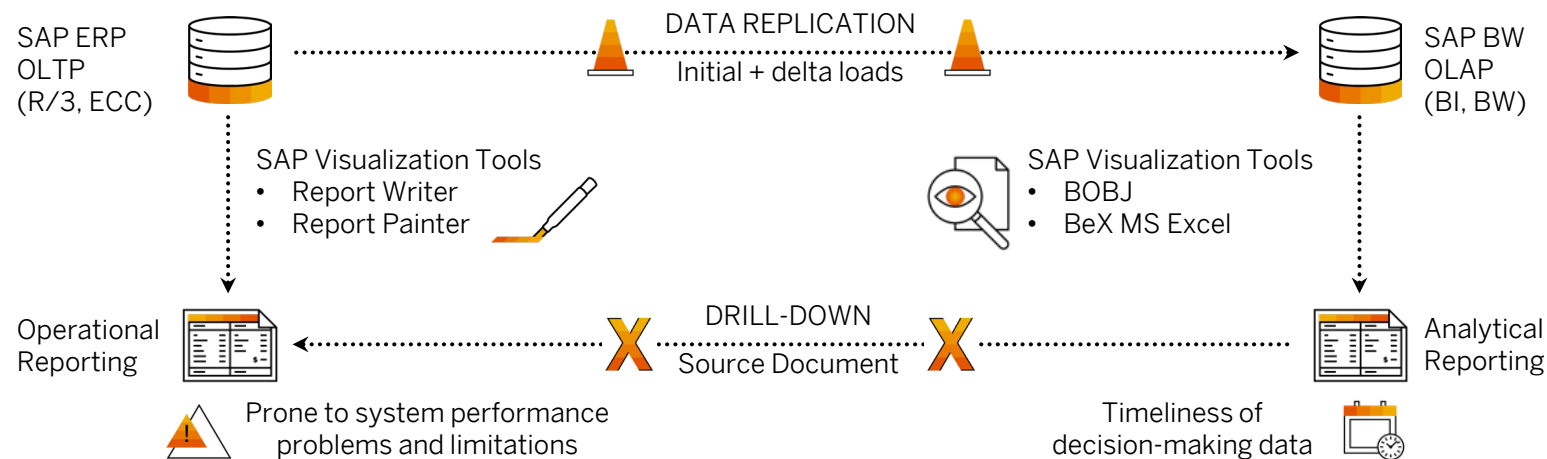 SAP ERP
OLTP
(R/3, ECC)
DATA REPLICATION
Initial + delta loads
SAP BW
OLAP
(BI, BW)
SAP Visualization Tools
• Report Writer
• Report Painter
SAP Visualization Tools
• BOBJ
• BeX MS Excel
Operational
Reporting
$
X
DRILL-DOWN
Source Document
X
$
Analytical
Reporting
!
Prone to system performance
problems and limitations
Timeliness of
decision-making data